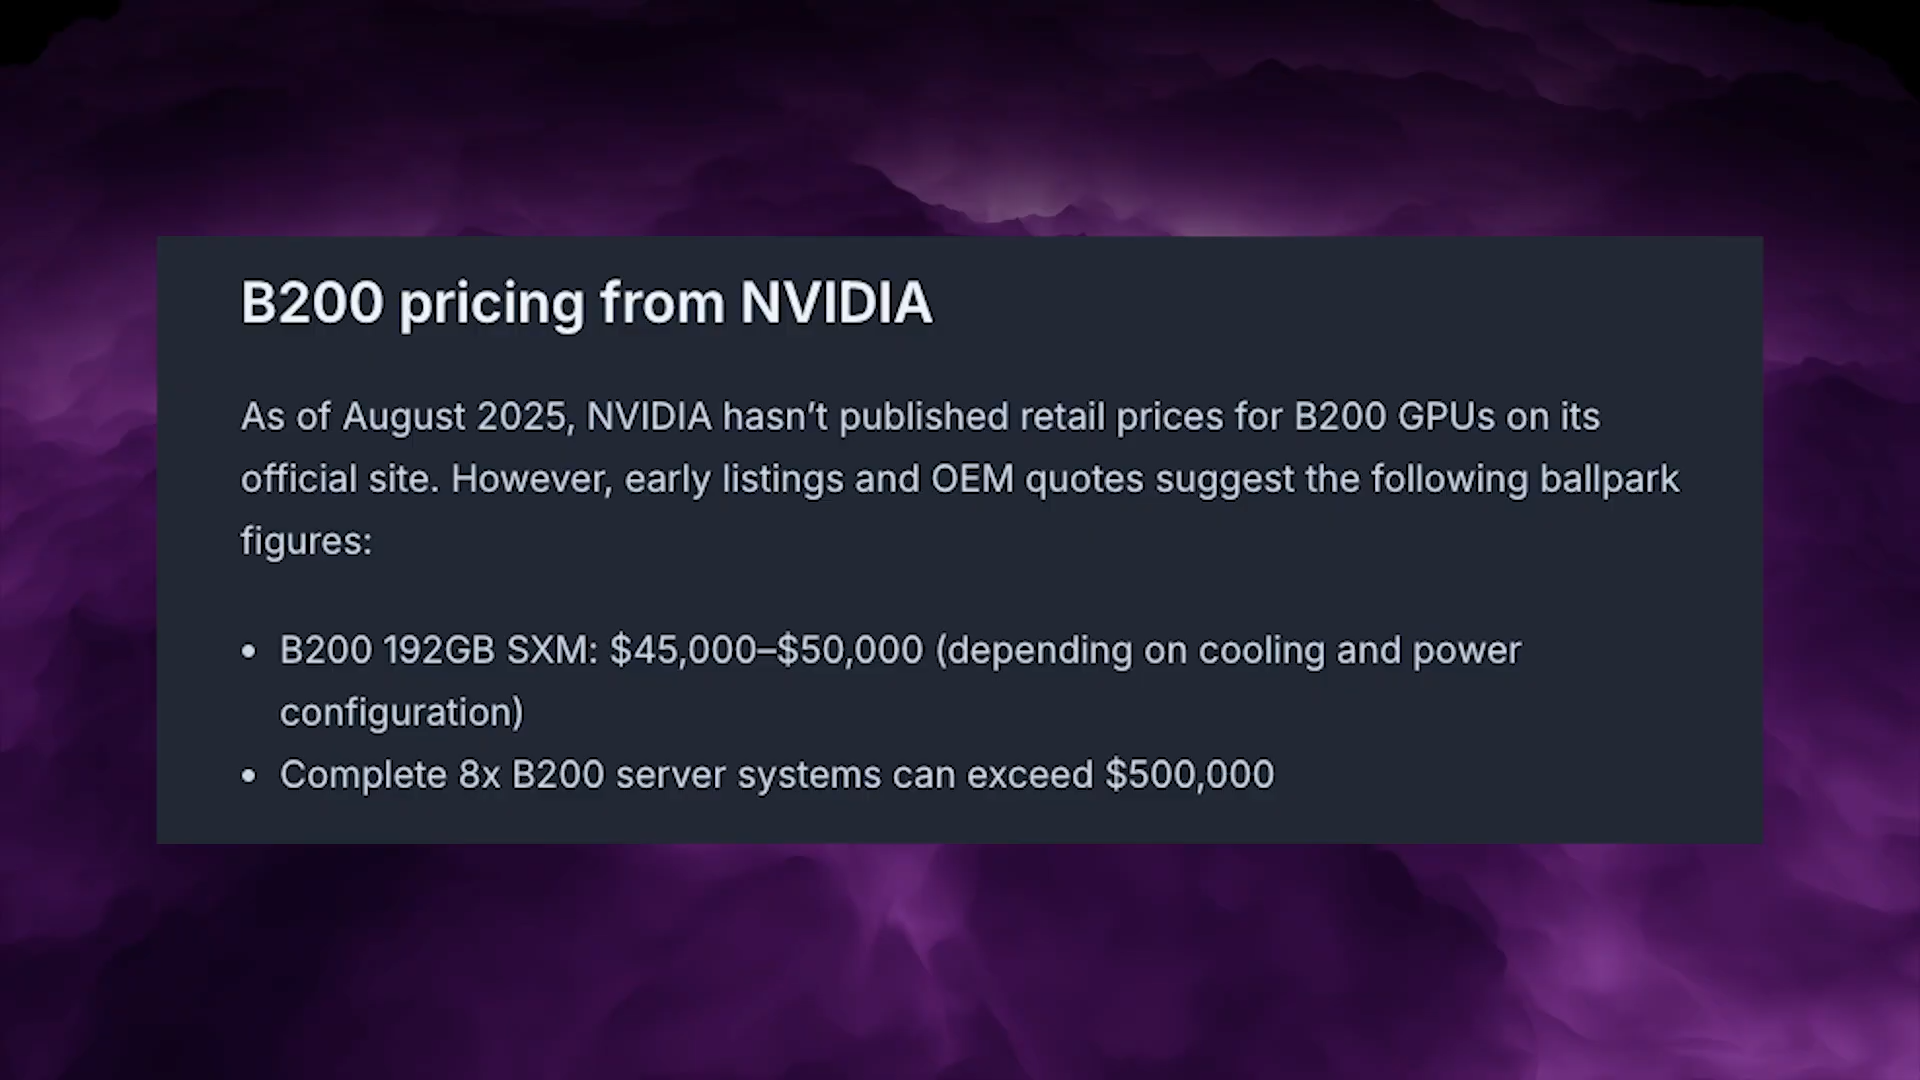 B200 pricing from NVIDIA
As of August 2025, NVIDIA hasn’t published retail prices for B200 GPUs on its
official site. However, early listings and OEM quotes suggest the following ballpark
figures:
• B200 192GB SXM: $45,000–$50,000 (depending on cooling and power
configuration)
• Complete 8x B200 server systems can exceed $500,000